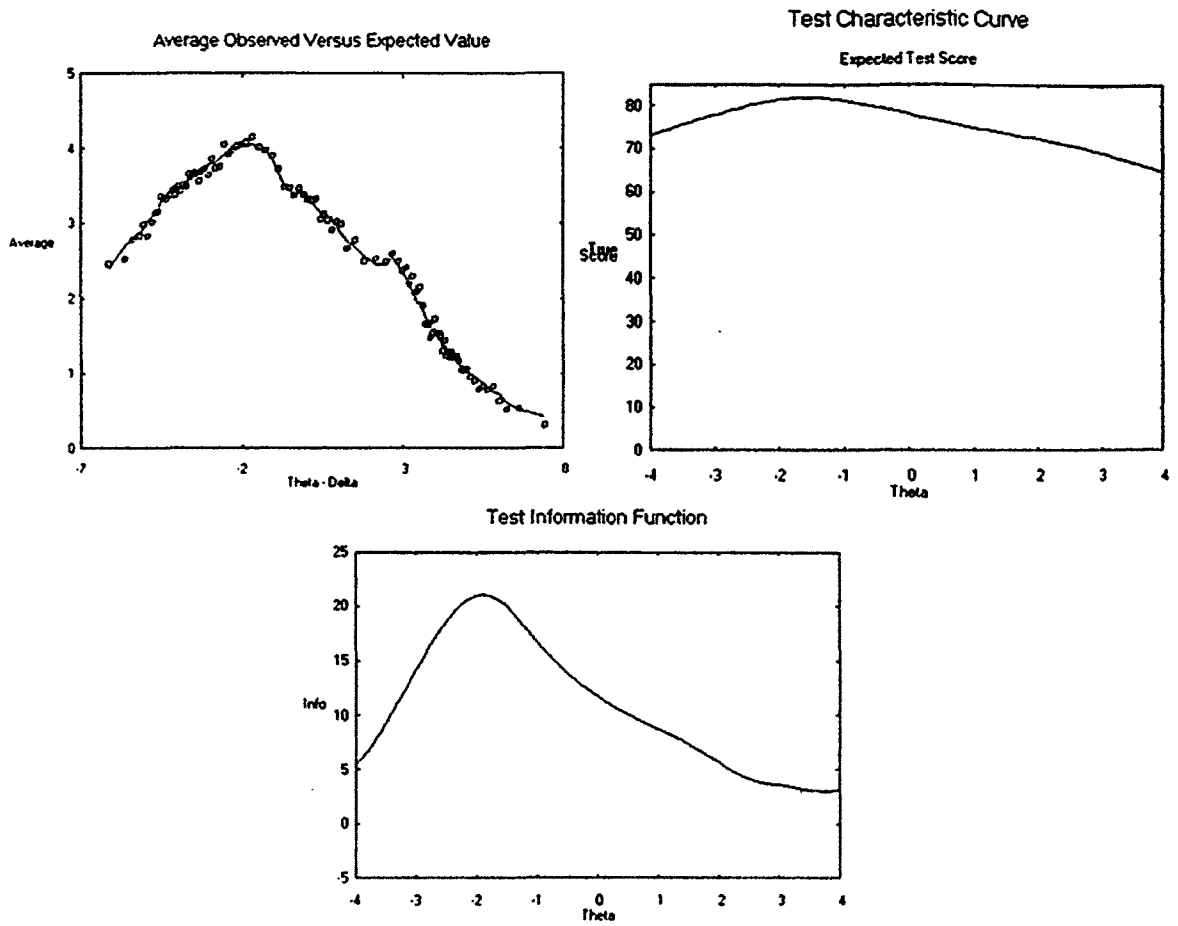 Average Observed Versus Expected Value
5
4
3
Average
2
1
0
-7 -2 3 8
Theta - Delta
Test Characteristic Curve
Expected Test Score
80
70
60
50
True
Score
40
30
20
10
0
-4 -3 -2 -1 0 1 2 3 4
Theta
Test Information Function
25
20
15
Info
10
5
0
-5
-4 -3 -2 -1 0 1 2 3 4
Theta